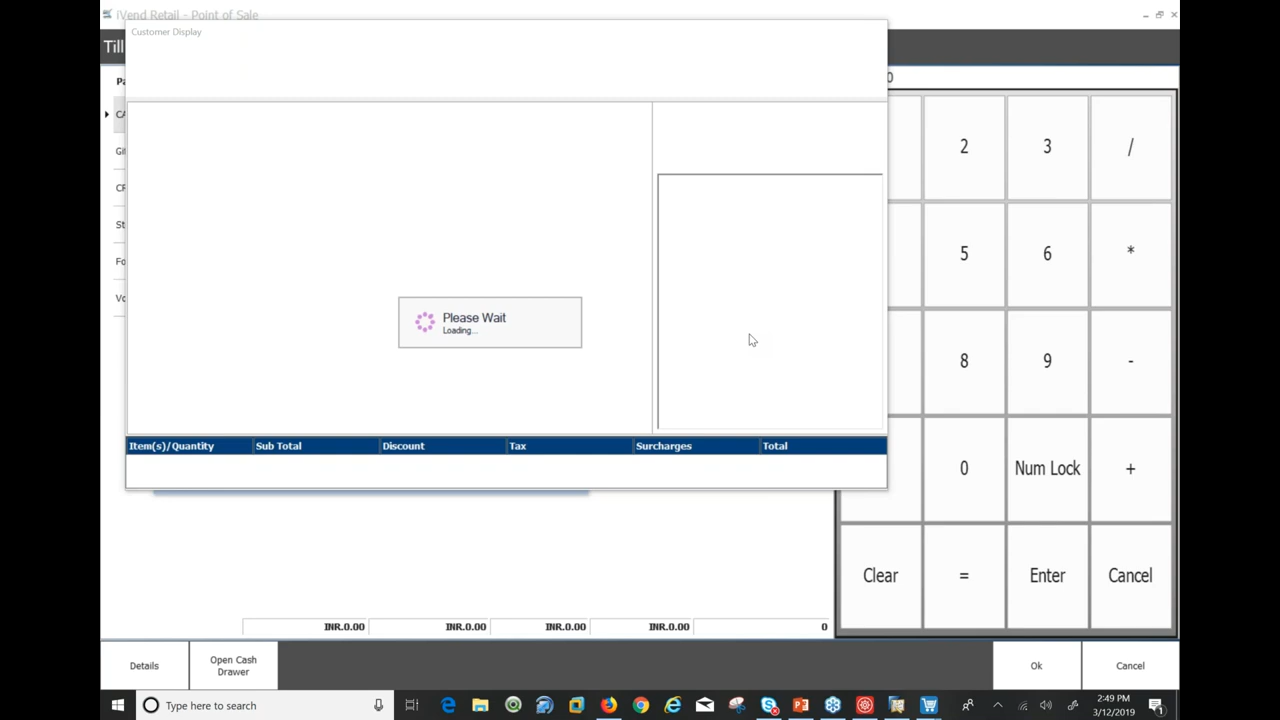 iVend Retail - Point of Sale
Till
Customer Display
Please Wait
Loading...
Item(s)/Quantity Sub Total Discount Tax Surcharges Total
2 3 /
5 6 *
8 9 -
0 Num Lock +
Clear = Enter Cancel
INR.0.00 INR.0.00 INR.0.00 INR.0.00 0
Details
Open Cash
Drawer
Ok
Cancel
Type here to search
2:49 PM
3/12/2019